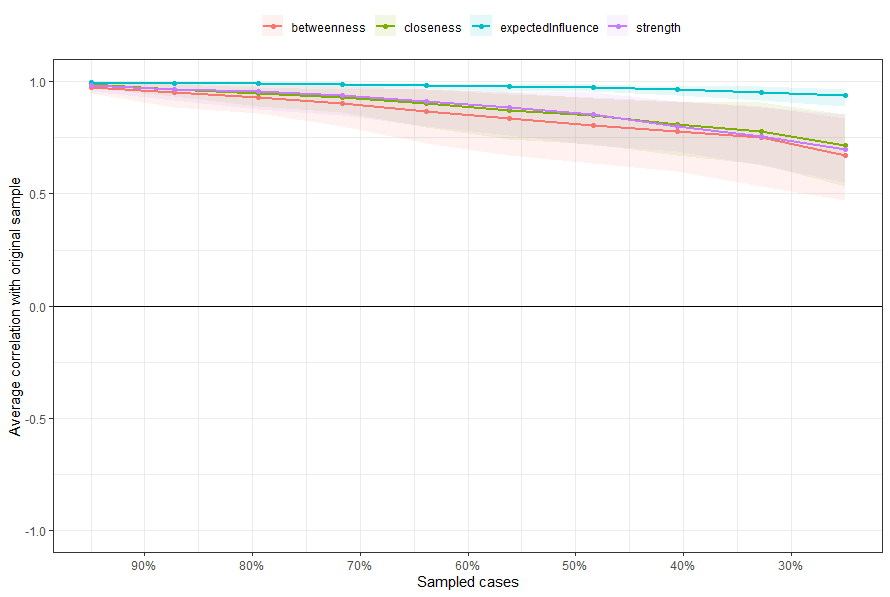 betweenness closeness expectedInfluence strength
Average correlation with original sample
1.0
0.5
0.0
-0.5
-1.0
90% 80% 70% 60% 50% 40% 30%
Sampled cases